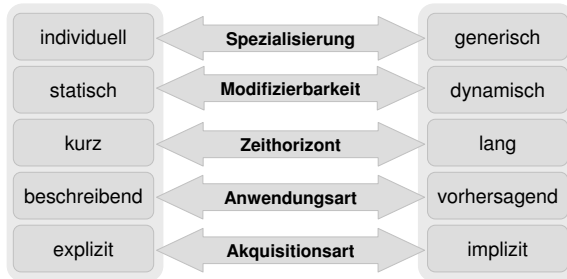 individuell Spezialisierung generisch
statisch Modifizierbarkeit dynamisch
kurz Zeithorizont lang
beschreibend Anwendungsart vorhersagend
explizit Akquisitionsart implizit